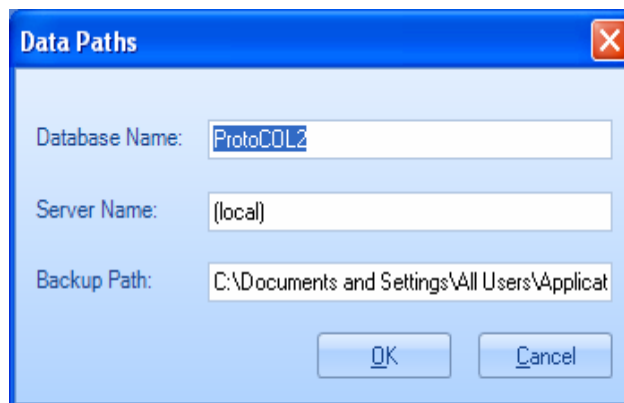 Data Paths
Database Name: ProtoCOL2
Server Name: (local)
Backup Path: C:\Documents and Settings\All Users\Applicat
OK Cancel